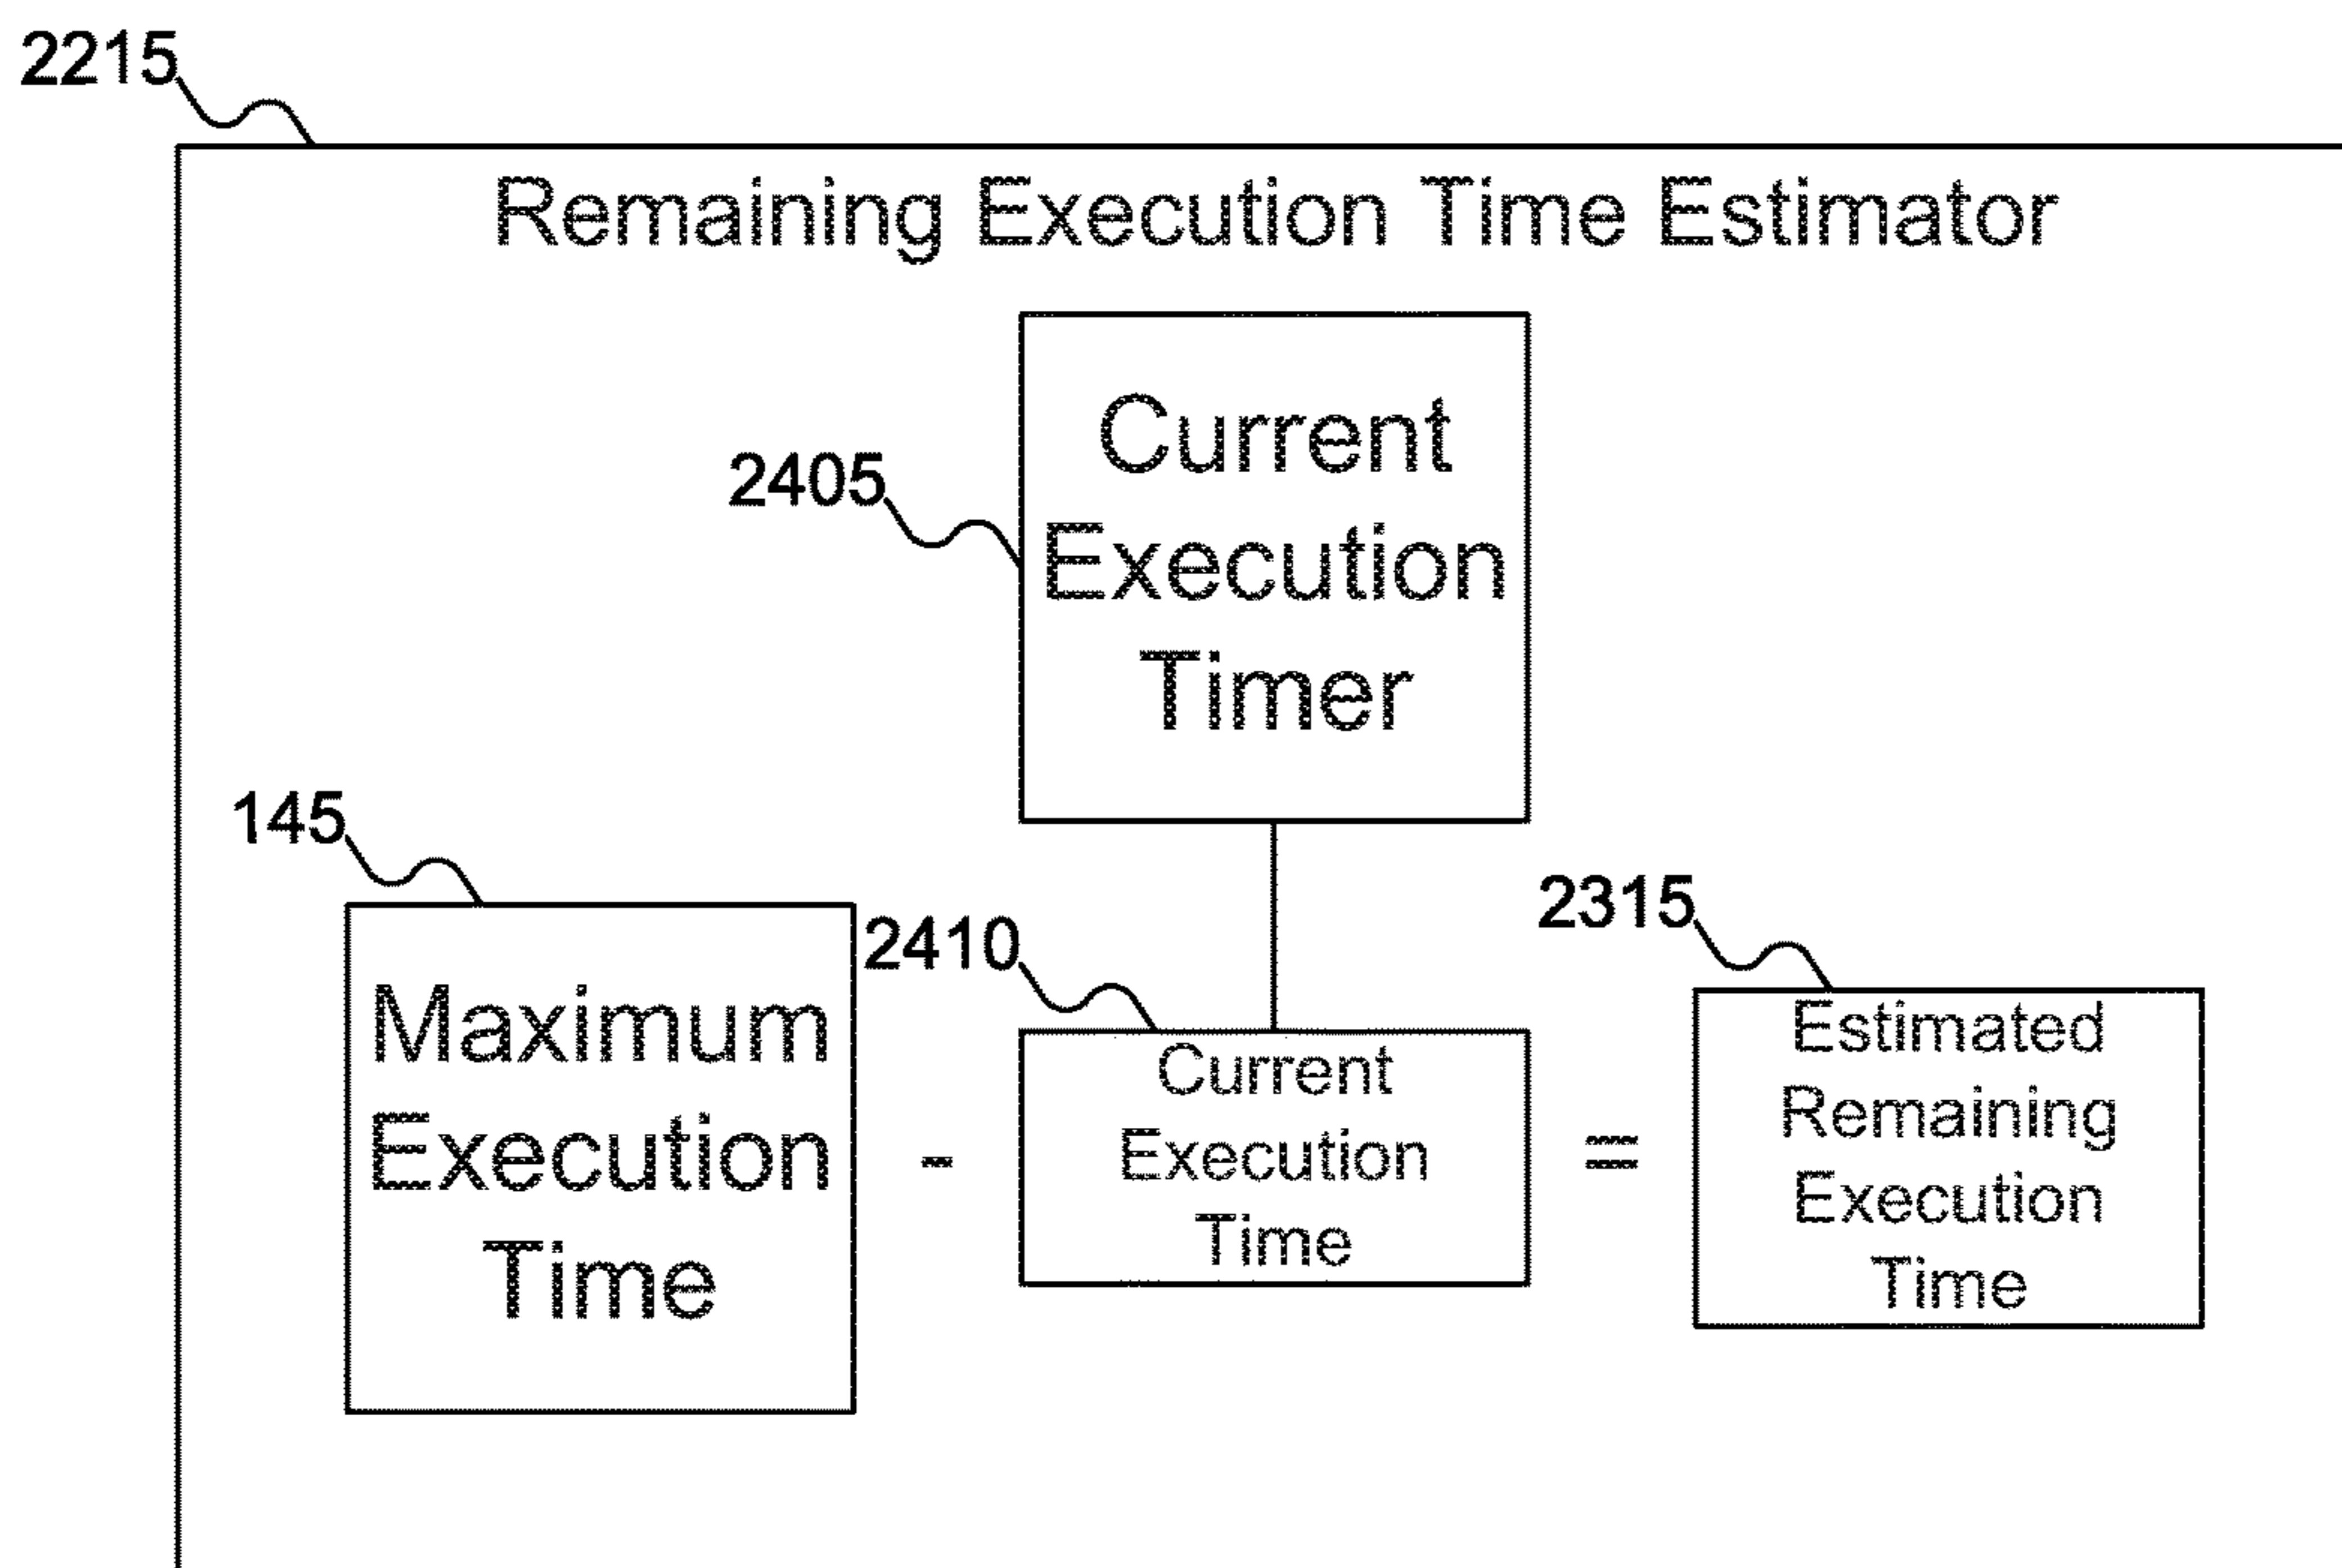 2215
Remaining Execution Time Estimator
2405
Current
Execution
Timer
145
Maximum
Execution
Time
-
2410
Current
Execution
Time
=
2315
Estimated
Remaining
Execution
Time